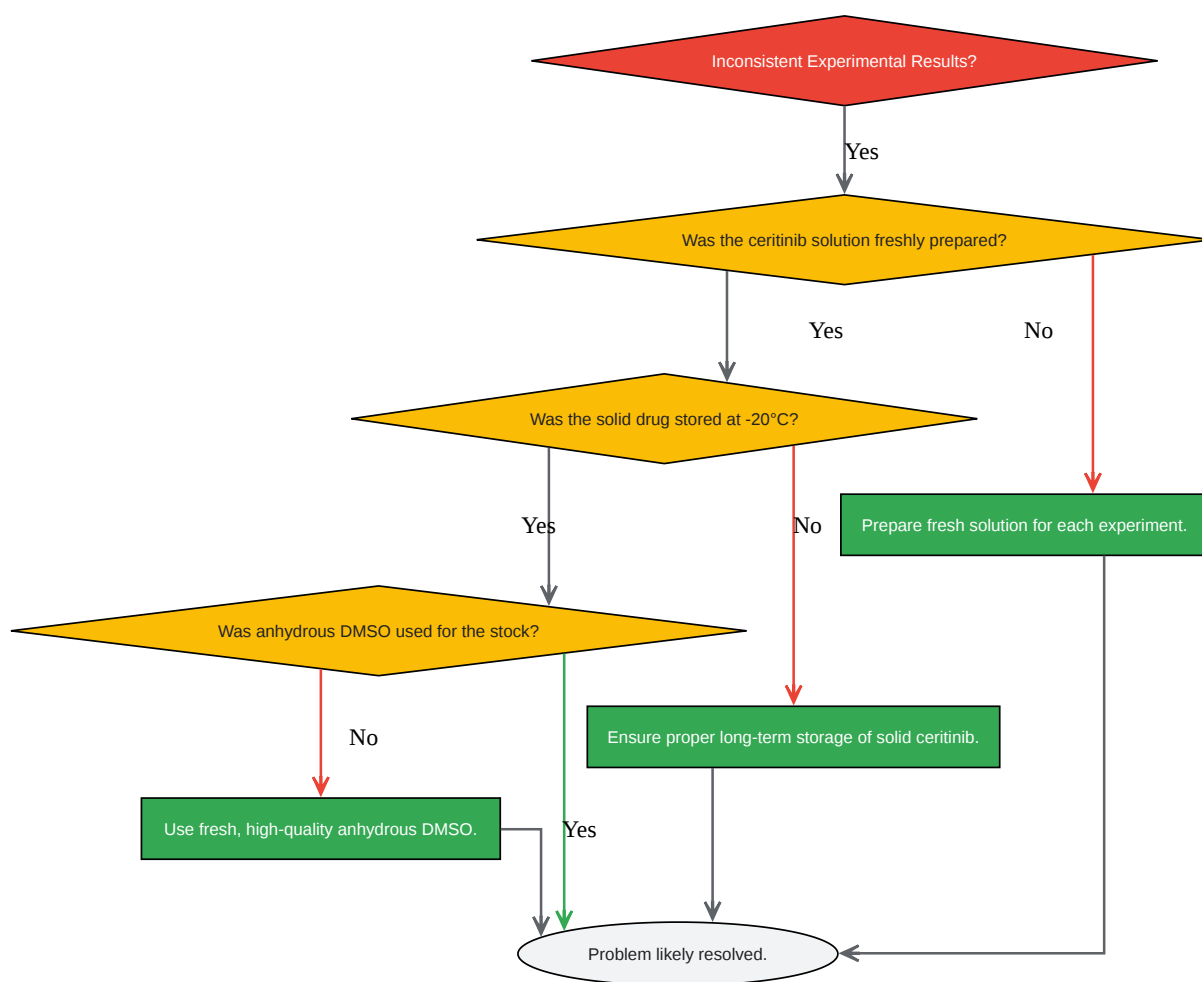 Inconsistent Experimental Results?
Yes
Was the ceritinib solution freshly prepared?
Yes
No
Was the solid drug stored at -20°C?
Yes
No
Prepare fresh solution for each experiment.
Was anhydrous DMSO used for the stock?
No
Ensure proper long-term storage of solid ceritinib.
Use fresh, high-quality anhydrous DMSO.
Yes
Problem likely resolved.